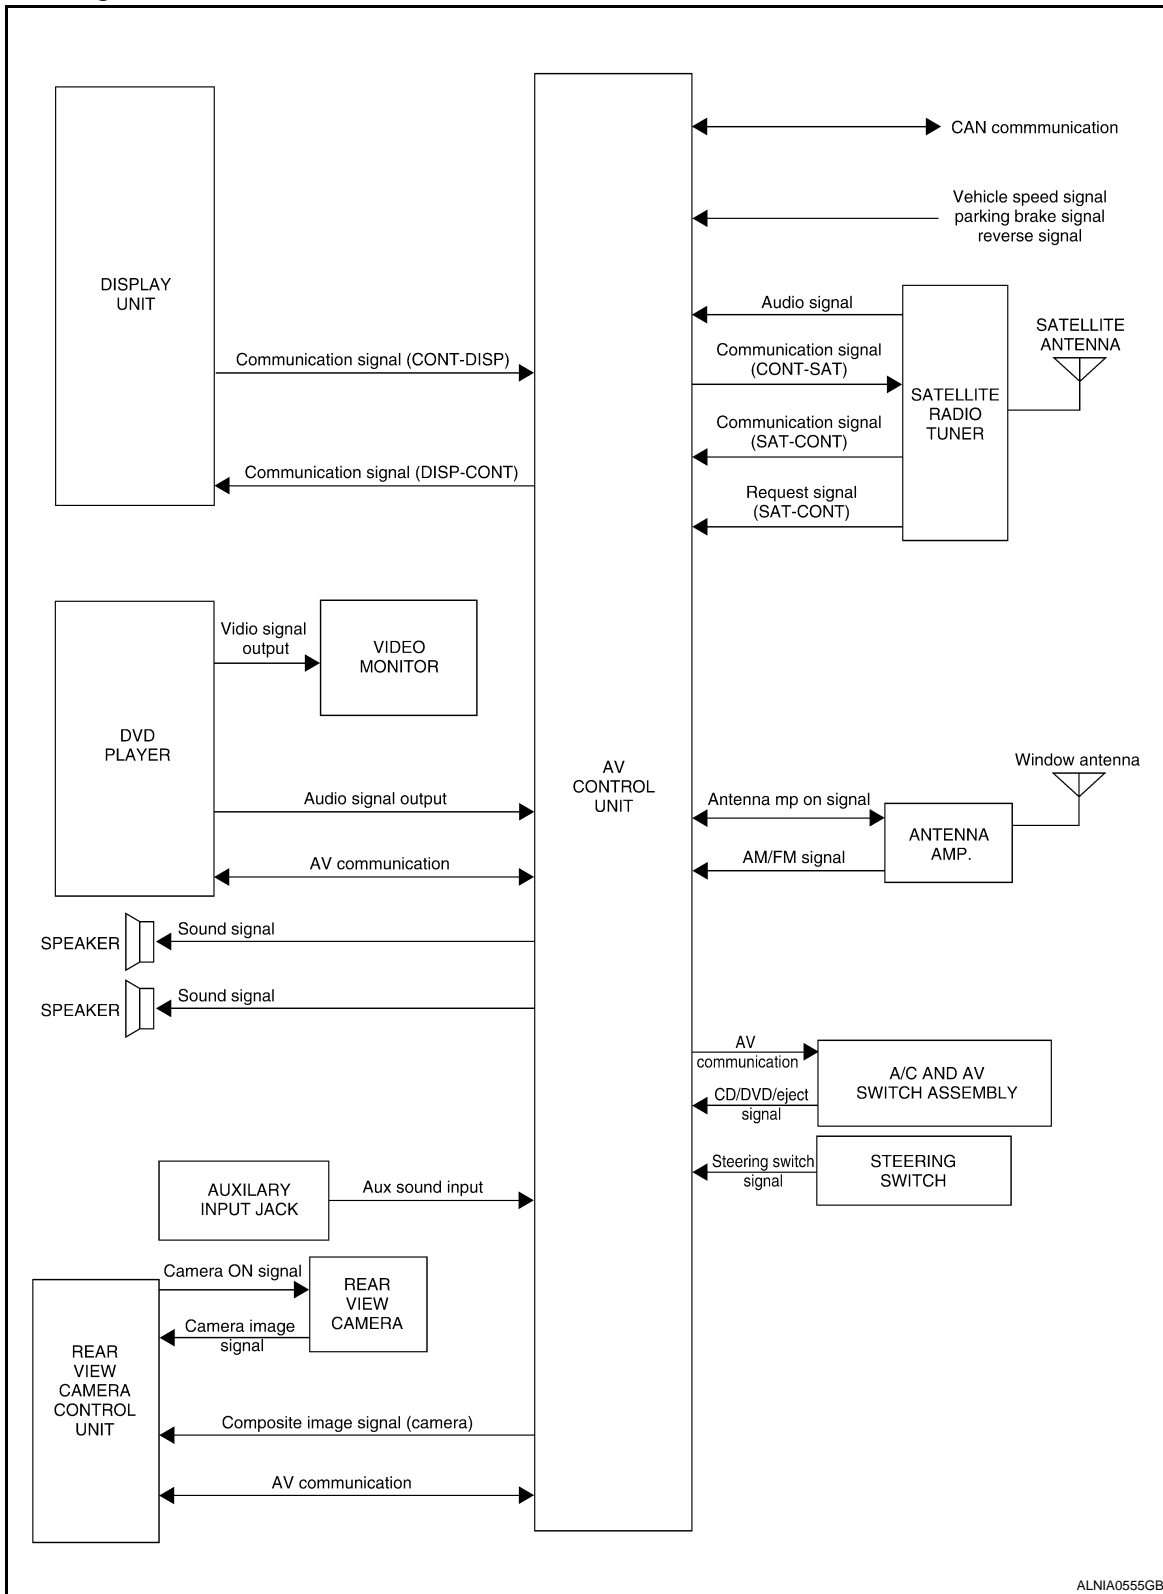 DISPLAY
UNIT
Communication signal (CONT-DISP)
Communication signal (DISP-CONT)
DVD
PLAYER
Vidio signal
output
VIDEO
MONITOR
Audio signal output
AV communication
SPEAKER
Sound signal
SPEAKER
Sound signal
AUXILARY
INPUT JACK
Aux sound input
REAR
VIEW
CAMERA
CONTROL
UNIT
Camera ON signal
Camera image
signal
REAR
VIEW
CAMERA
Composite image signal (camera)
AV communication
AV
CONTROL
UNIT
CAN commmunication
Vehicle speed signal
parking brake signal
reverse signal
Audio signal
Communication signal
(CONT-SAT)
Communication signal
(SAT-CONT)
Request signal
(SAT-CONT)
SATELLITE
RADIO
TUNER
SATELLITE
ANTENNA
Antenna mp on signal
AM/FM signal
ANTENNA
AMP.
Window antenna
AV
communication
CD/DVD/eject
signal
A/C AND AV
SWITCH ASSEMBLY
Steering switch
signal
STEERING
SWITCH
ALNIA0555GB